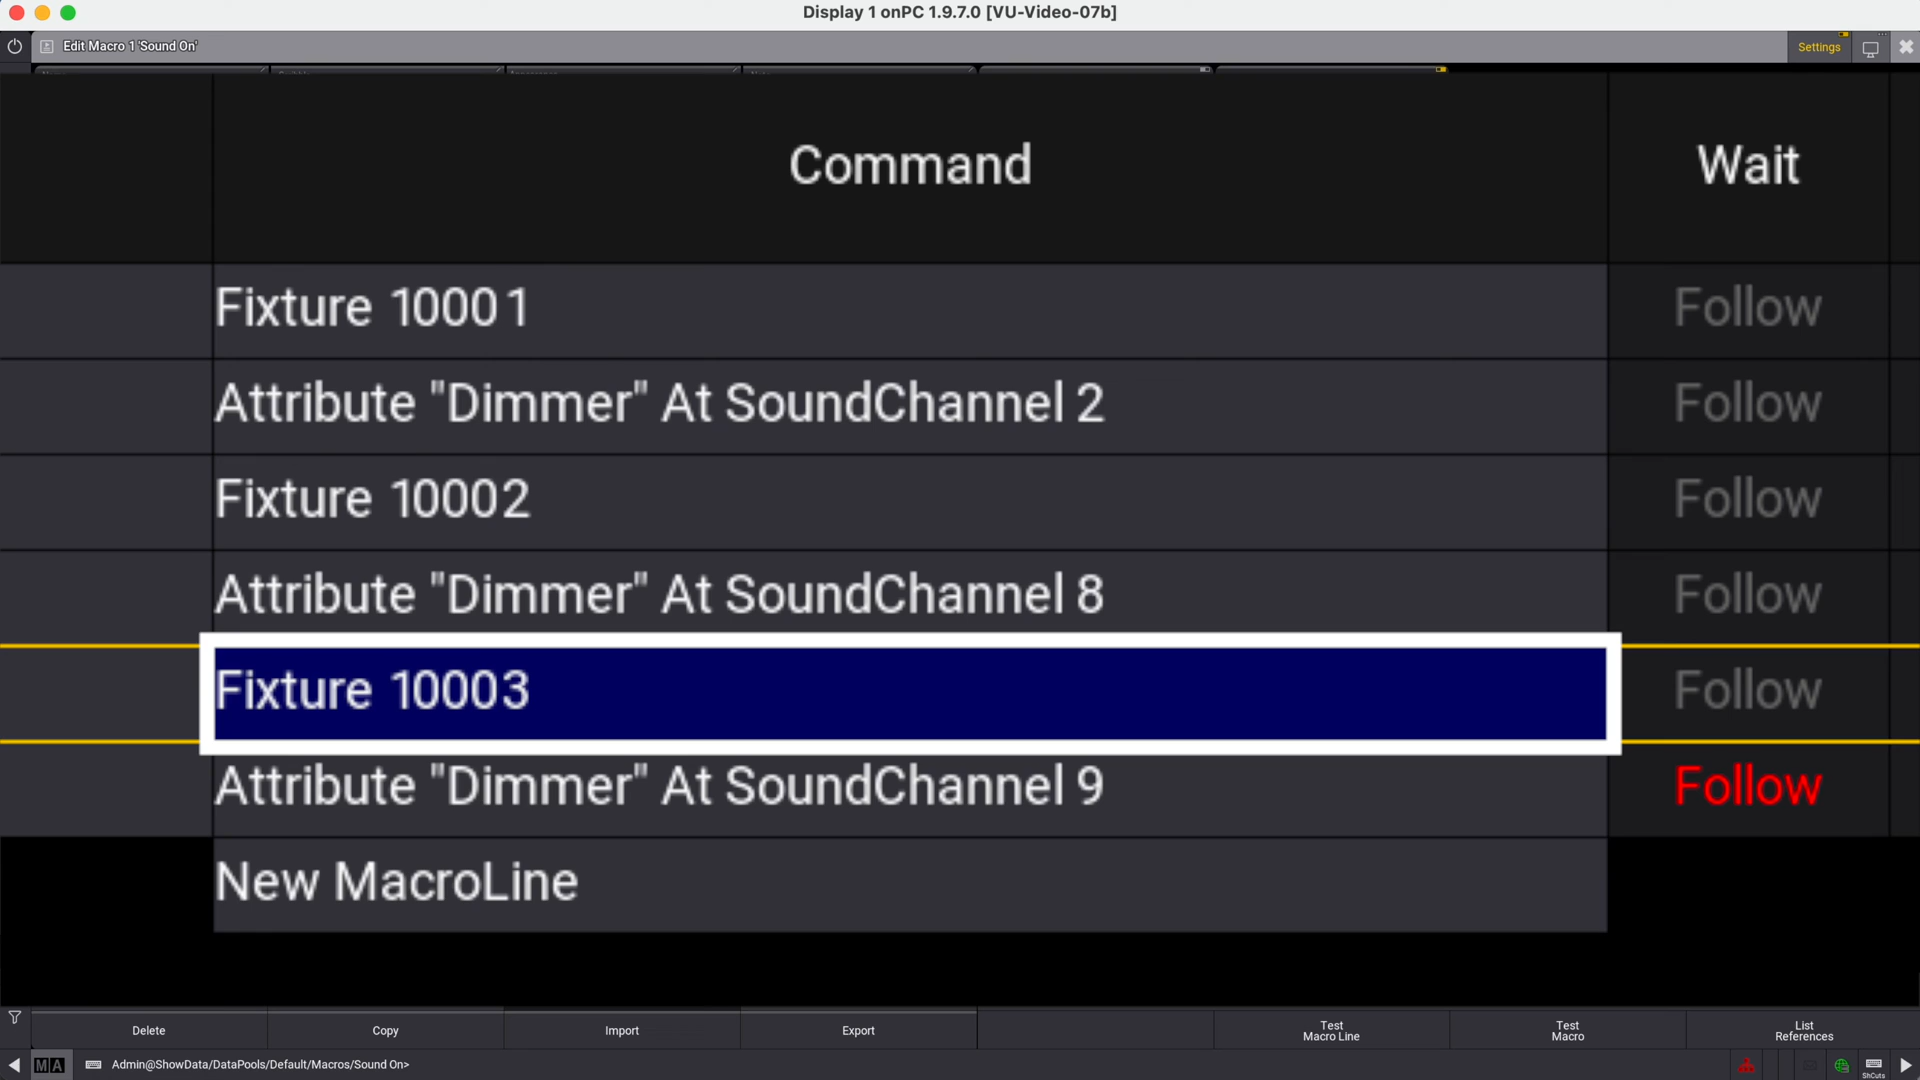 Display 1 onPC 1.9.7.0 [VU-Video-07b]
Edit Macro 1 'Sound On'
Settings
Command
Wait
Fixture 10001
Follow
Attribute "Dimmer" At SoundChannel 2
Follow
Fixture 10002
Follow
Attribute "Dimmer" At SoundChannel 8
Follow
Fixture 10003
Follow
Attribute "Dimmer" At SoundChannel 9
Follow
New MacroLine
Delete
Copy
Import
Export
Test
Macro Line
Test
Macro
List
References
MA
Admin@ShowData/DataPools/Default/Macros/Sound On>
ShCuts